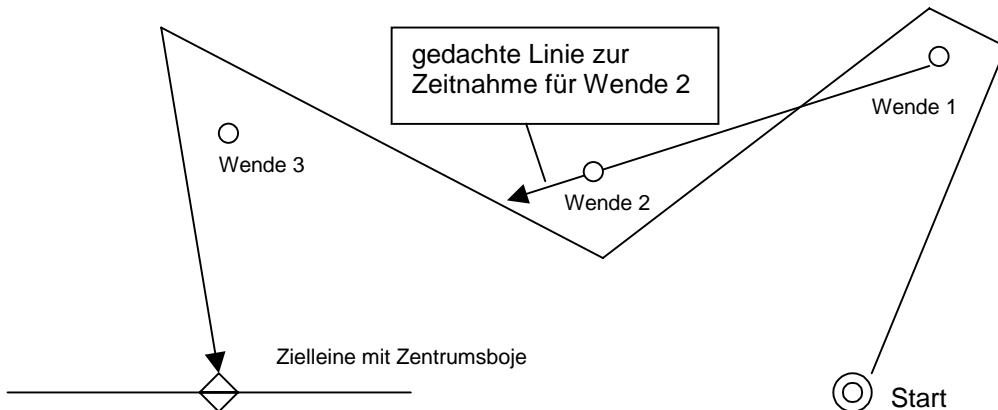 gedachte Linie zur
Zeitnahme für Wende 2
Wende 1
Wende 3
Wende 2
Zielleine mit Zentrumsboje
Start